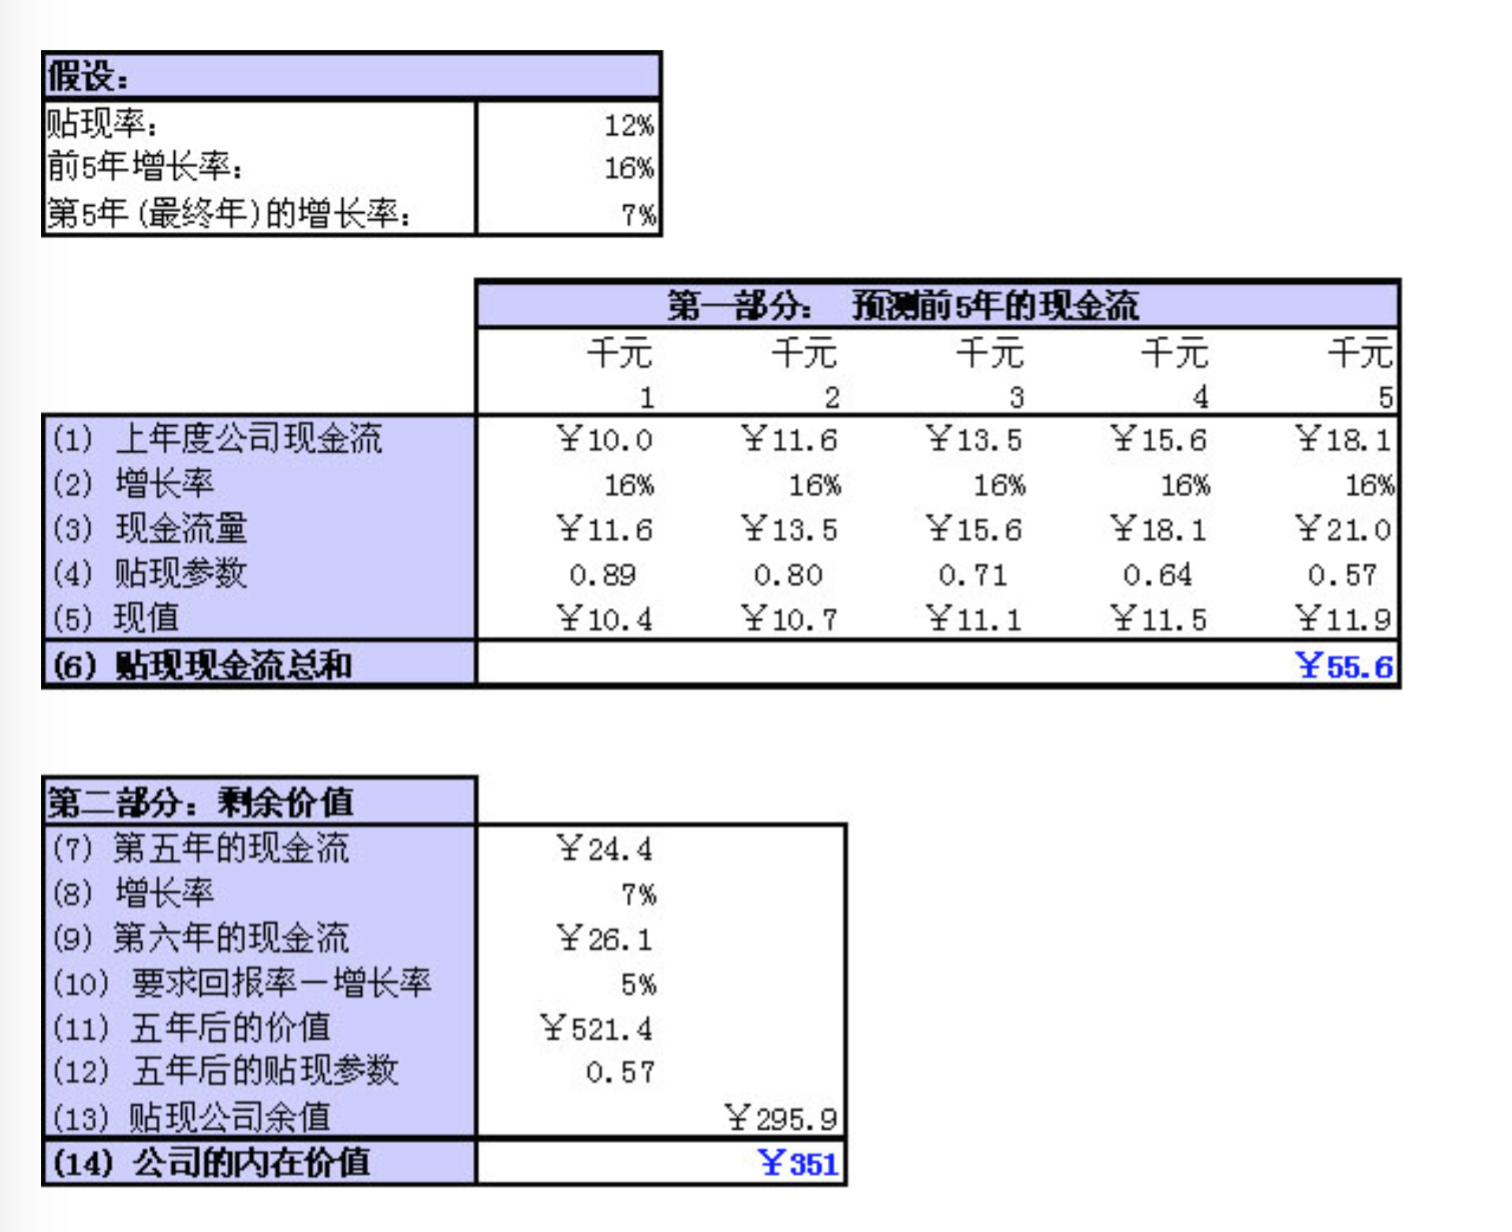 假设：
贴现率： 12%
前5年增长率： 16%
第5年(最终年)的增长率： 7%
第一部分： 预测前5年的现金流
千元 千元 千元 千元 千元
1 2 3 4 5
(1) 上年度公司现金流 ￥10.0 ￥11.6 ￥13.5 ￥15.6 ￥18.1
(2) 增长率 16% 16% 16% 16% 16%
(3) 现金流量 ￥11.6 ￥13.5 ￥15.6 ￥18.1 ￥21.0
(4) 贴现参数 0.89 0.80 0.71 0.64 0.57
(5) 现值 ￥10.4 ￥10.7 ￥11.1 ￥11.5 ￥11.9
(6) 贴现现金流总和 ￥55.6
第二部分：剩余价值
(7) 第五年的现金流 ￥24.4
(8) 增长率 7%
(9) 第六年的现金流 ￥26.1
(10) 要求回报率－增长率 5%
(11) 五年后的价值 ￥521.4
(12) 五年后的贴现参数 0.57
(13) 贴现公司余值 ￥295.9
(14) 公司的内在价值 ￥351